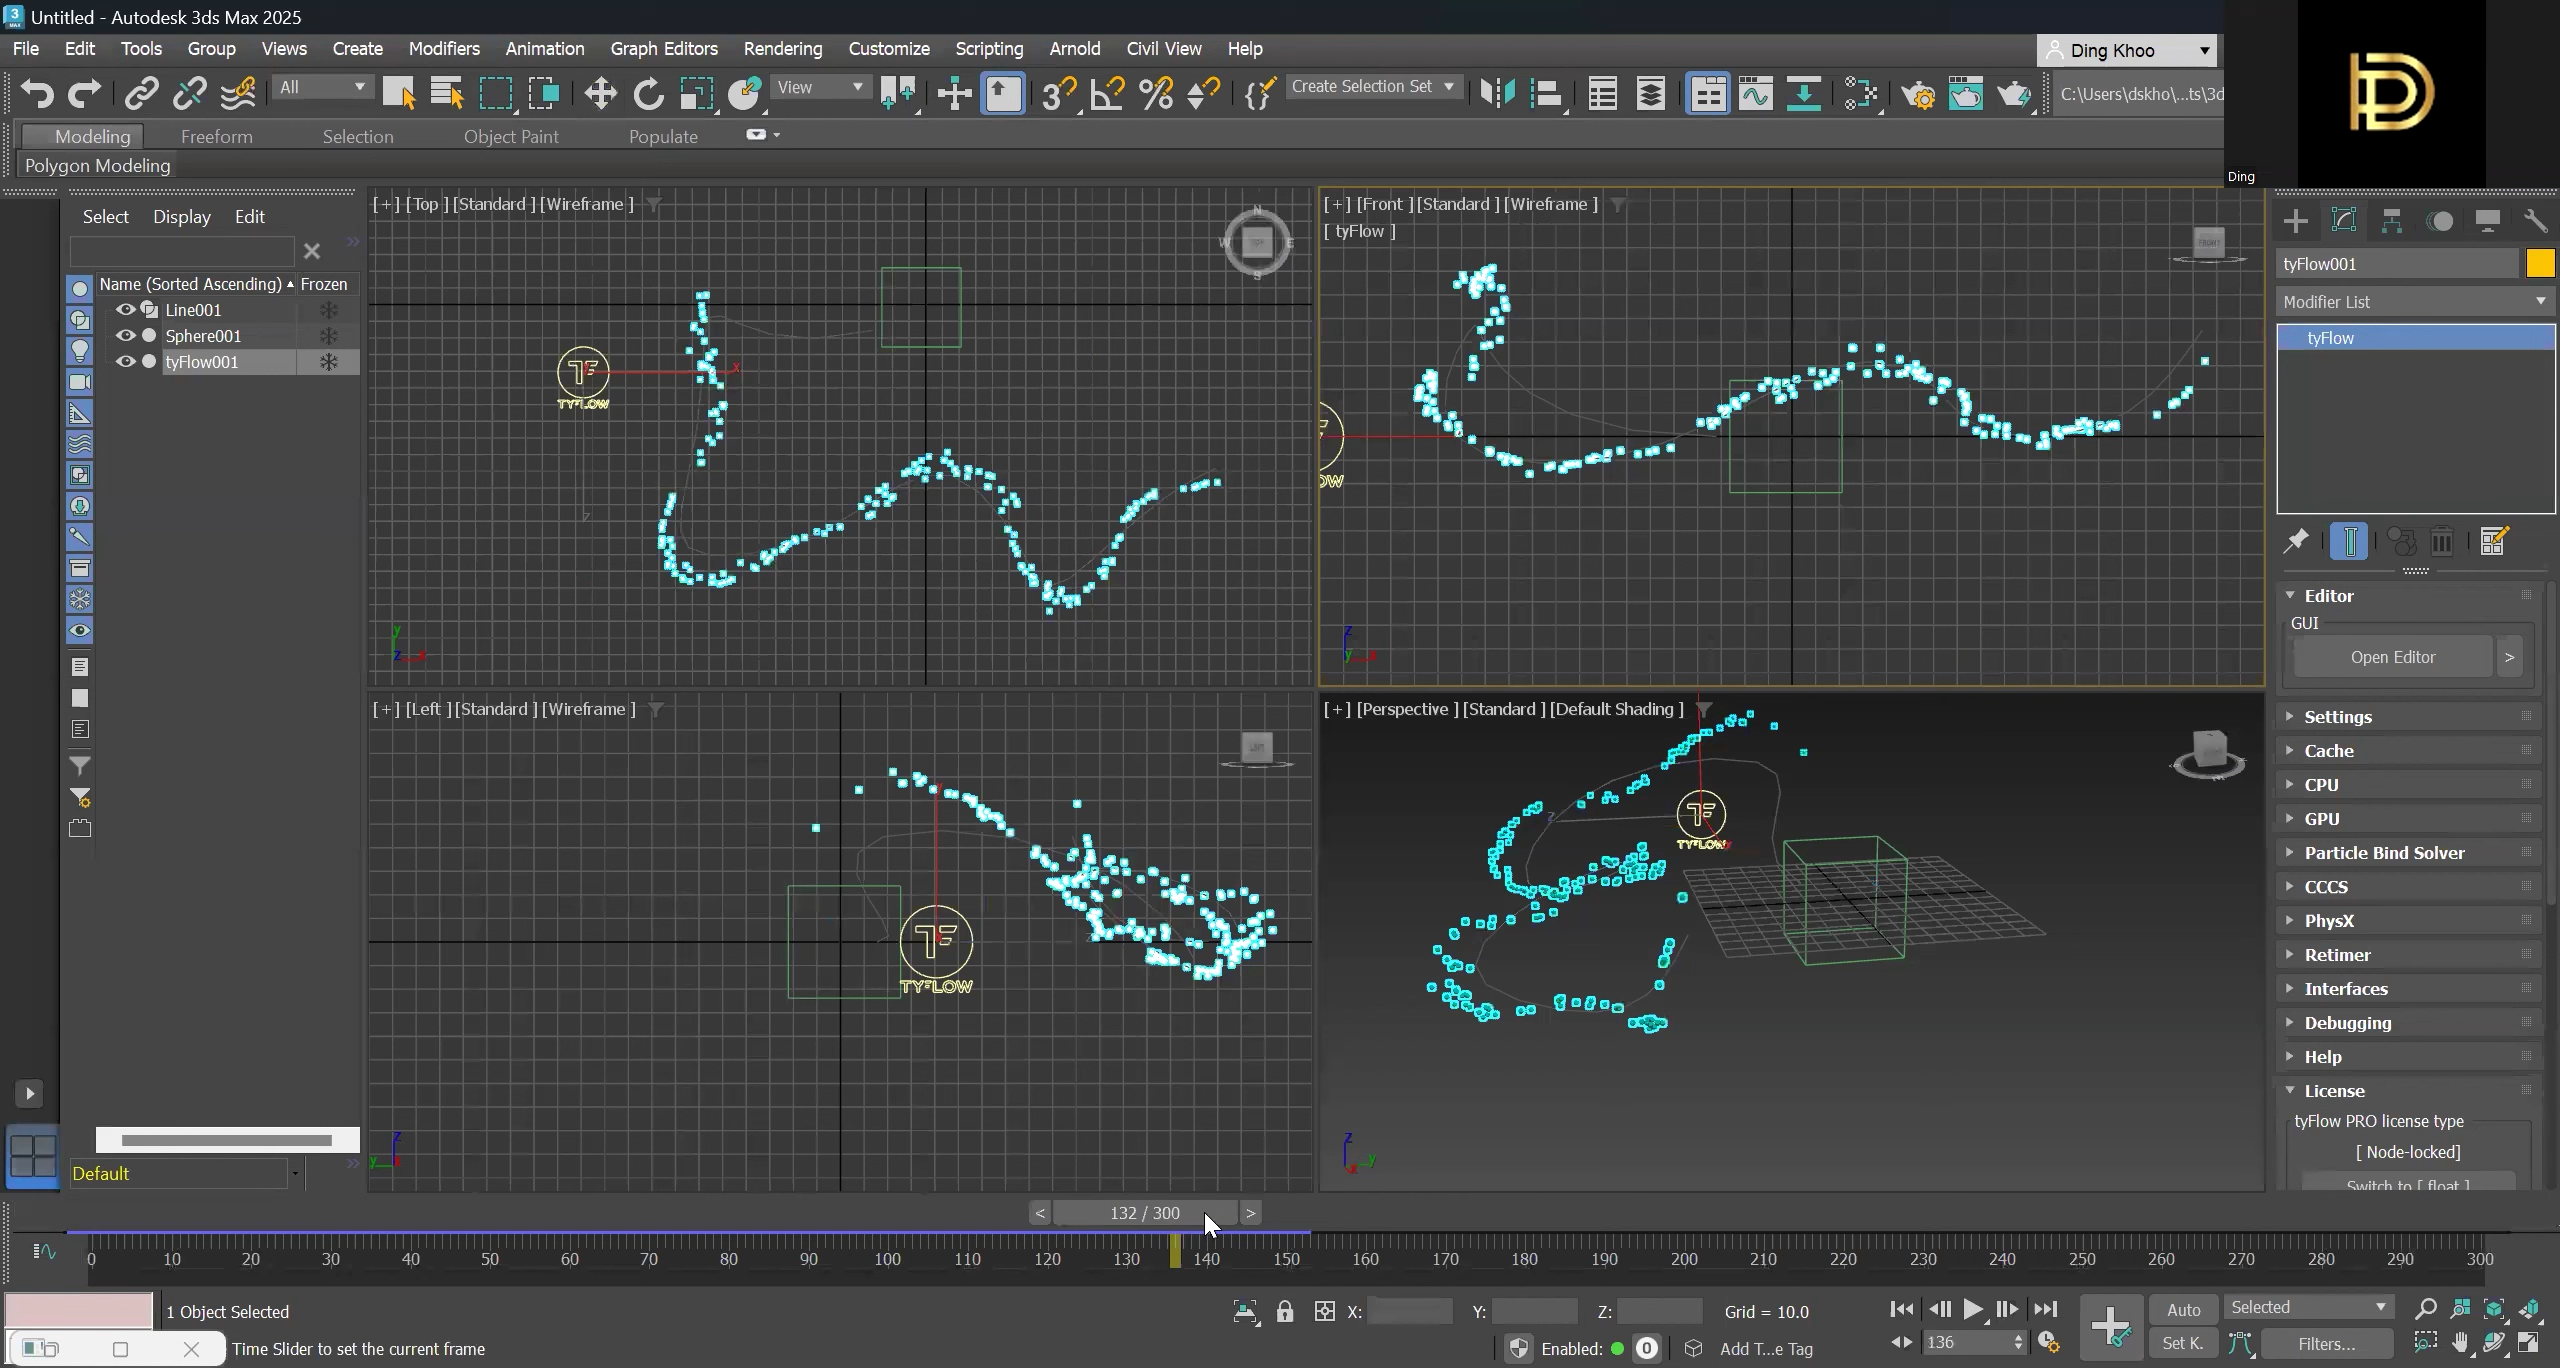 Untitled - Autodesk 3ds Max 2025
File Edit Tools Group Views Create Modifiers Animation Graph Editors Rendering Customize Scripting Arnold Civil View Help
Ding Khoo
All
View
Create Selection Set
C:\Users\dskho\...ts\3d
Modeling Freeform Selection Object Paint Populate
Polygon Modeling
Ding
Select Display Edit
Name (Sorted Ascending) Frozen
Line001
Sphere001
tyFlow001
[+] [Top ] [Standard ] [Wireframe ]
N
W E
S
TYFLOW
x
z
y
z x
[+] [Front ] [Standard ] [Wireframe ]
[ tyFlow ]
FRONT
OW
z
y x
[+] [Left ] [Standard ] [Wireframe ]
TYFLOW
z
y x
[+] [Perspective ] [Standard ] [Default Shading ]
z
TYFLOW
x
z
x y
tyFlow001
Modifier List
tyFlow
Editor
GUI
Open Editor >
Settings
Cache
CPU
GPU
Particle Bind Solver
CCCS
PhysX
Retimer
Interfaces
Debugging
Help
License
tyFlow PRO license type
[ Node-locked]
Switch to [ float ]
Default
< 132 / 300 >
0 10 20 30 40 50 60 70 80 90 100 110 120 130 140 150 160 170 180 190 200 210 220 230 240 250 260 270 280 290 300
1 Object Selected
X: Y: Z: Grid = 10.0
Auto Selected
Time Slider to set the current frame
Enabled: 0 Add T...e Tag
136
Set K. Filters...